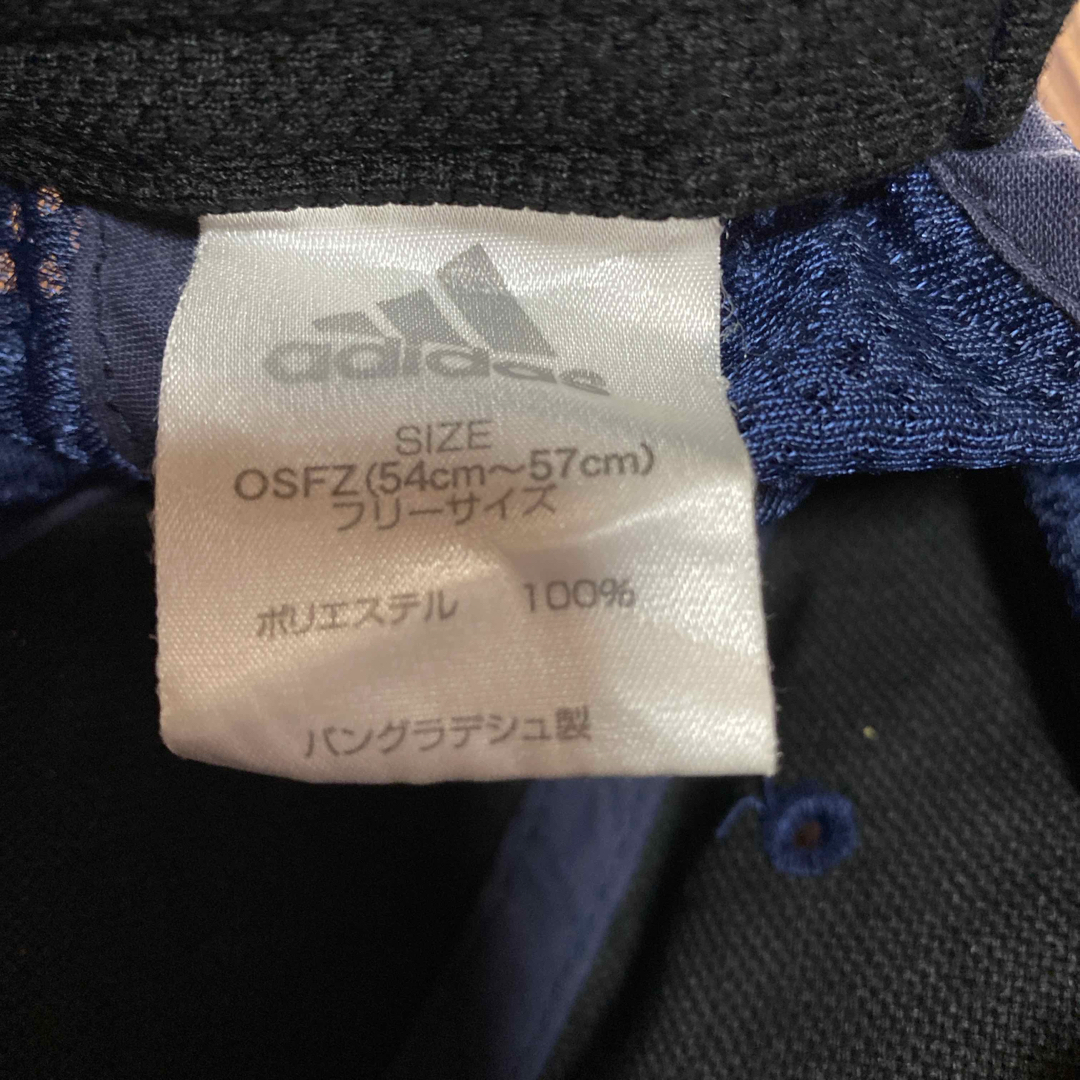 adidas
SIZE
OSFZ(54cm~57cm)
フリーサイズ
ポリエステル 100%
バングラデシュ製